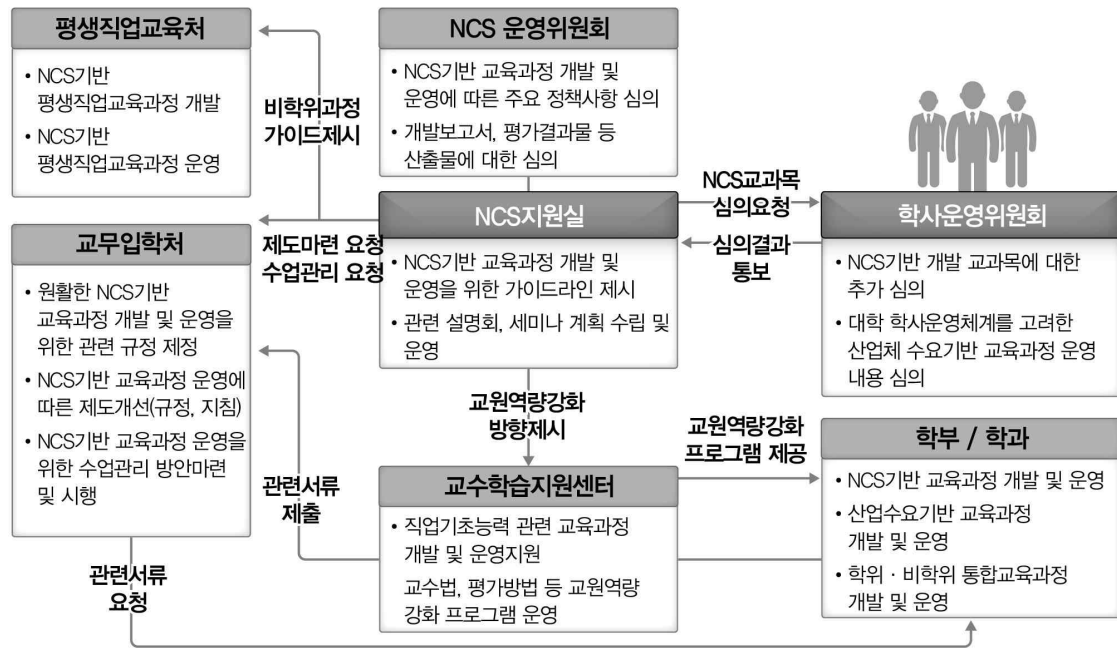 평생직업교육처
• NCS기반
평생직업교육과정 개발
• NCS기반
평생직업교육과정 운영
비학위과정
가이드제시
NCS 운영위원회
• NCS기반 교육과정 개발 및
운영에 따른 주요 정책사항 심의
• 개발보고서, 평가결과물 등
산출물에 대한 심의
NCS교과목
심의요청
심의결과
통보
NCS지원실
• NCS기반 교육과정 개발 및
운영을 위한 가이드라인 제시
• 관련 설명회, 세미나 계획 수립 및
운영
학사운영위원회
• NCS기반 개발 교과목에 대한
추가 심의
• 대학 학사운영체계를 고려한
산업체 수요기반 교육과정 운영
내용 심의
제도마련 요청
수업관리 요청
교무입학처
• 원활한 NCS기반
교육과정 개발 및 운영을
위한 관련 규정 제정
• NCS기반 교육과정 운영에
따른 제도개선(규정, 지침)
• NCS기반 교육과정 운영을
위한 수업관리 방안마련
및 시행
교원역량강화
방향제시
관련서류
제출
교수학습지원센터
• 직업기초능력 관련 교육과정
개발 및 운영지원
교수법, 평가방법 등 교원역량
강화 프로그램 운영
교원역량강화
프로그램 제공
학부 / 학과
• NCS기반 교육과정 개발 및 운영
• 산업수요기반 교육과정
개발 및 운영
• 학위 · 비학위 통합교육과정
개발 및 운영
관련서류
요청